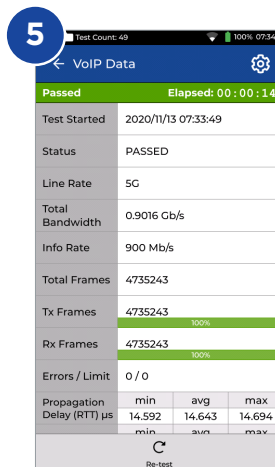 5
Test Count: 49
100% 07:34
← VoIP Data
Passed Elapsed: 00:00:14
Test Started 2020/11/13 07:33:49
Status PASSED
Line Rate 5G
Total
Bandwidth 0.9016 Gb/s
Info Rate 900 Mb/s
Total Frames 4735243
Tx Frames 4735243
100%
Rx Frames 4735243
100%
Errors / Limit 0 / 0
Propagation
Delay (RTT) µs
min avg max
14.592 14.643 14.694
min avg max
Re-test